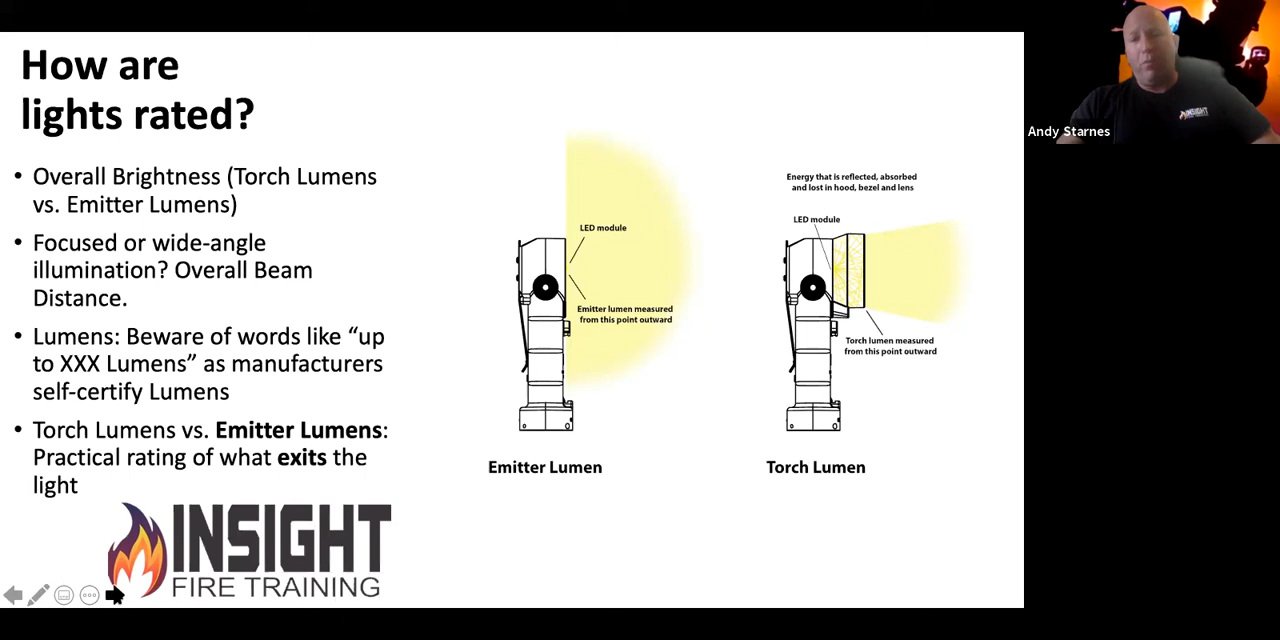 How are
lights rated?
• Overall Brightness (Torch Lumens
vs. Emitter Lumens)
• Focused or wide-angle
illumination? Overall Beam
Distance.
• Lumens: Beware of words like “up
to XXX Lumens” as manufacturers
self-certify Lumens
• Torch Lumens vs. Emitter Lumens:
Practical rating of what exits the
light
INSIGHT
FIRE TRAINING
LED module
Emitter lumen measured
from this point outward
Emitter Lumen
Energy that is reflected, absorbed
and lost in hood, bezel and lens
LED module
Torch lumen measured
from this point outward
Torch Lumen
INSIGHT
Andy Starnes